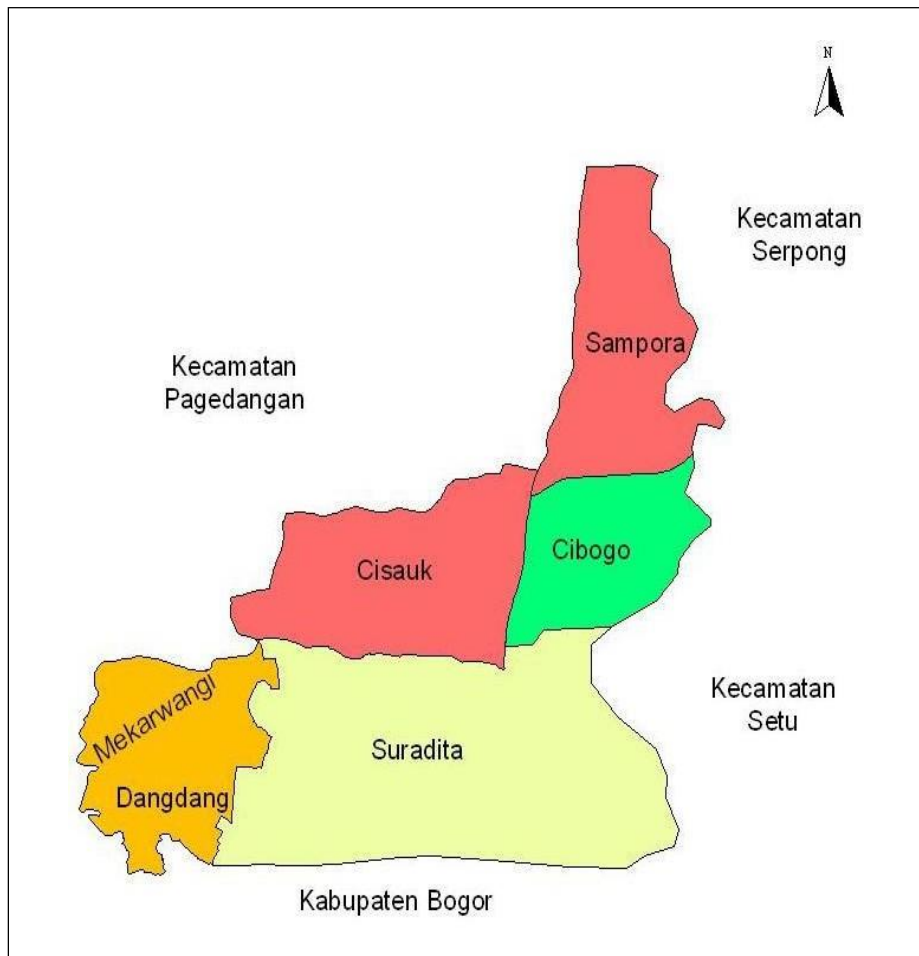 N
Kecamatan
Serpong
Sampora
Kecamatan
Pagedangan
Cibogo
Cisauk
Mekarwangi
Kecamatan
Setu
Suradita
Dangdang
Kabupaten Bogor